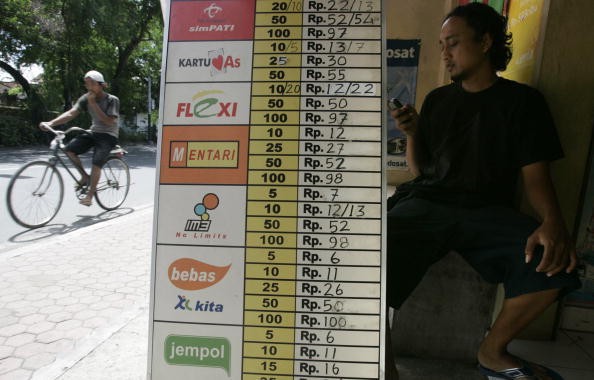 simPATI
20/10 Rp. 22/13
50 Rp. 52/54
100 Rp. 97
KARTU As
10/5 Rp. 13/7
25 Rp. 30
50 Rp. 55
FLEXI
10/20 Rp. 12/22
50 Rp. 50
100 Rp. 97
MENTARI
10 Rp. 12
25 Rp. 27
50 Rp. 52
100 Rp. 98
IM3
No Limits
5 Rp. 7
10 Rp. 12/13
50 Rp. 52
100 Rp. 98
bebas
XL kita
5 Rp. 6
10 Rp. 11
25 Rp. 26
50 Rp. 50
100 Rp. 100
jempol
5 Rp. 6
10 Rp. 11
15 Rp. 16
osat
dosat